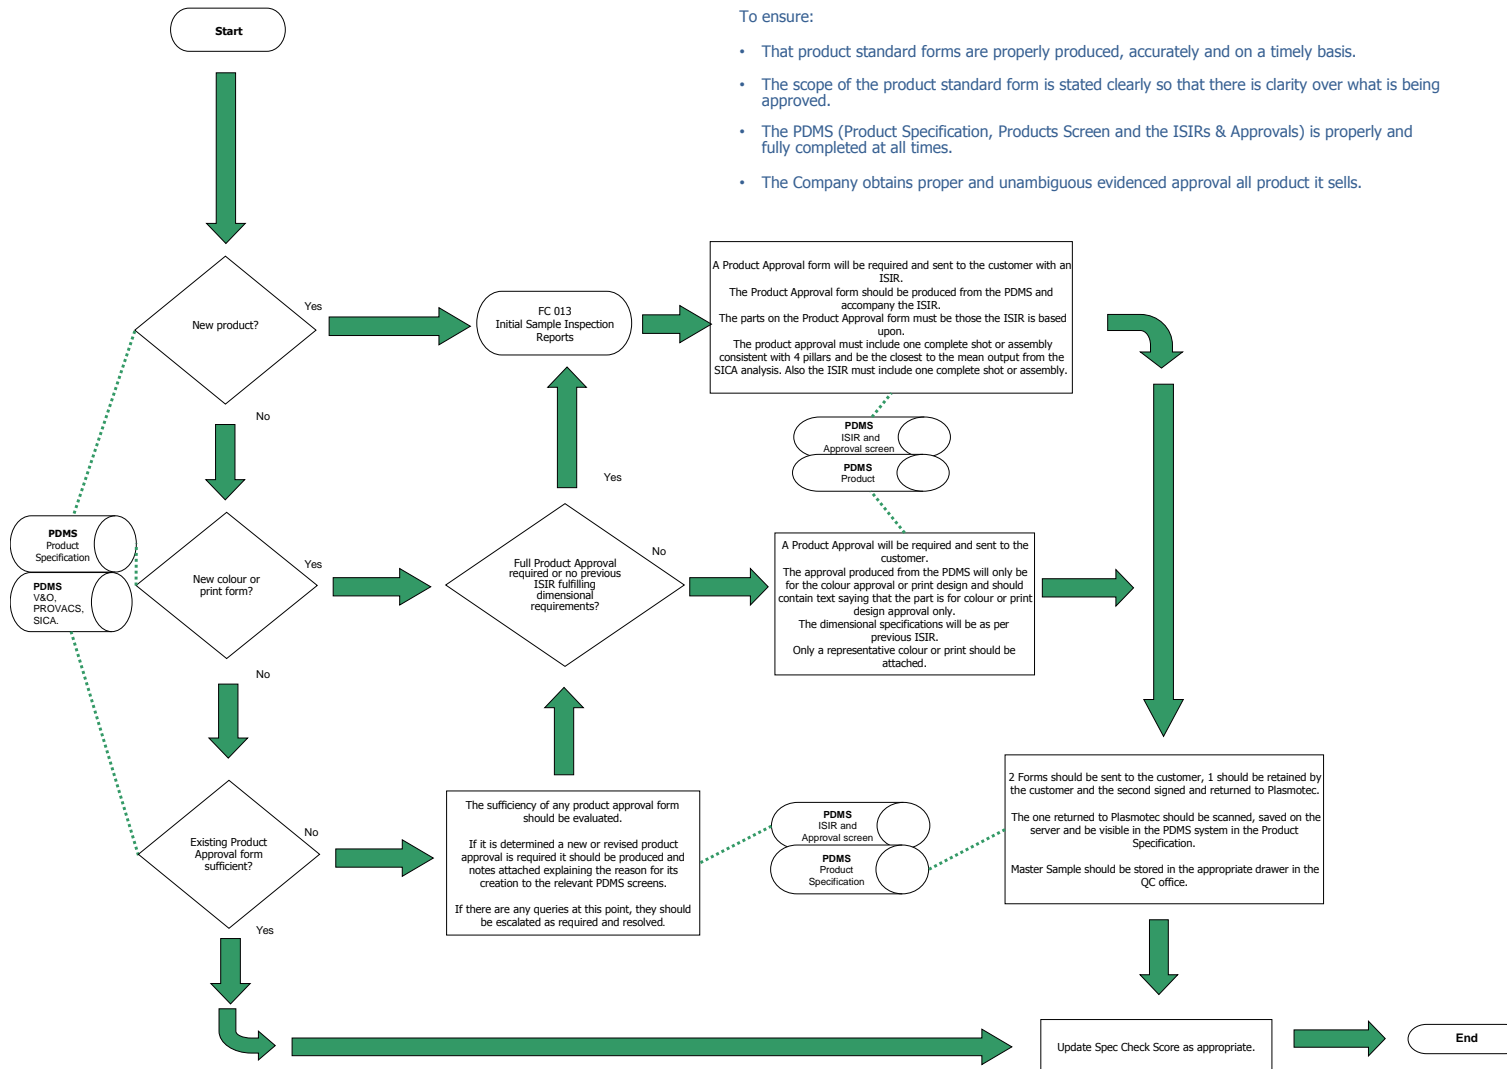 Start
To ensure:
• That product standard forms are properly produced, accurately and on a timely basis.
• The scope of the product standard form is stated clearly so that there is clarity over what is being
approved.
• The PDMS (Product Specification, Products Screen and the ISIRs & Approvals) is properly and
fully completed at all times.
• The Company obtains proper and unambiguous evidenced approval all product it sells.
New product?
Yes
No
FC 013
Initial Sample Inspection
Reports
A Product Approval form will be required and sent to the customer with an
ISIR.
The Product Approval form should be produced from the PDMS and
accompany the ISIR.
The parts on the Product Approval form must be those the ISIR is based
upon.
The product approval must include one complete shot or assembly
consistent with 4 pillars and be the closest to the mean output from the
SICA analysis. Also the ISIR must include one complete shot or assembly.
PDMS
ISIR and
Approval screen
PDMS
Product
PDMS
Product
Specification
PDMS
V&O,
PROVACS,
SICA.
New colour or
print form?
Yes
No
Full Product Approval
required or no previous
ISIR fulfilling
dimensional
requirements?
Yes
No
A Product Approval will be required and sent to the
customer.
The approval produced from the PDMS will only be
for the colour approval or print design and should
contain text saying that the part is for colour or print
design approval only.
The dimensional specifications will be as per
previous ISIR.
Only a representative colour or print should be
attached.
Existing Product
Approval form
sufficient?
No
Yes
The sufficiency of any product approval form
should be evaluated.
If it is determined a new or revised product
approval is required it should be produced and
notes attached explaining the reason for its
creation to the relevant PDMS screens.
If there are any queries at this point, they should
be escalated as required and resolved.
PDMS
ISIR and
Approval screen
PDMS
Product
Specification
2 Forms should be sent to the customer, 1 should be retained by
the customer and the second signed and returned to Plasmotec.
The one returned to Plasmotec should be scanned, saved on the
server and be visible in the PDMS system in the Product
Specification.
Master Sample should be stored in the appropriate drawer in the
QC office.
Update Spec Check Score as appropriate.
End